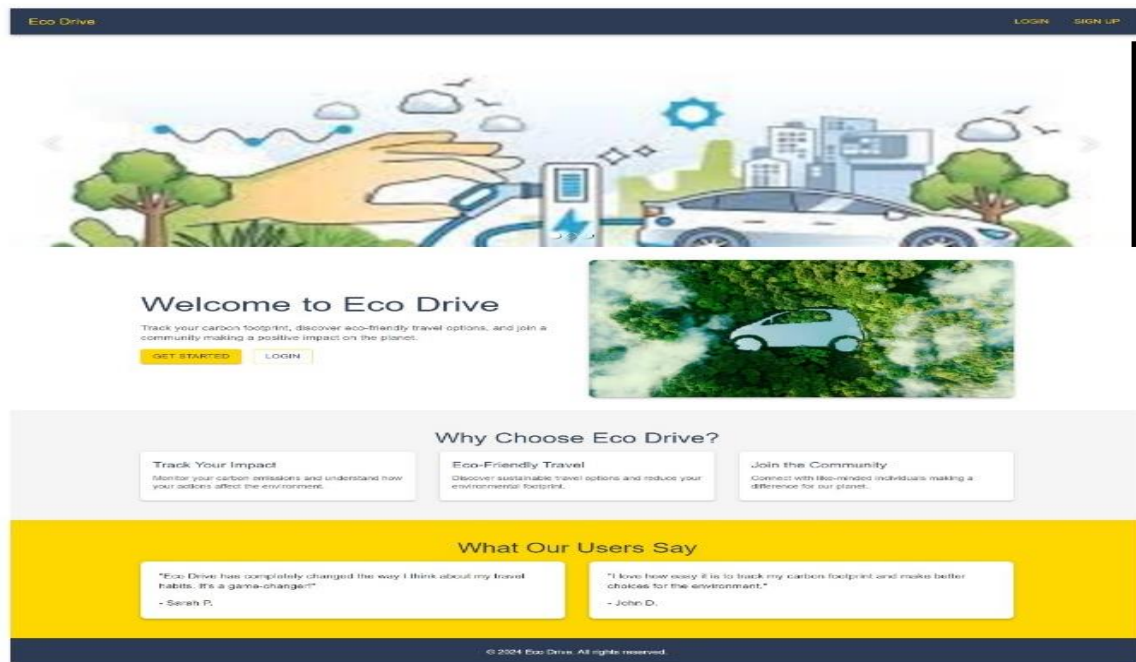 Eco Drive
LOGIN SIGN UP
Welcome to Eco Drive
Track your carbon footprint, discover eco-friendly travel options, and join a
community making a positive impact on the planet.
GET STARTED LOGIN
Why Choose Eco Drive?
Track Your Impact
Monitor your carbon emissions and understand how
your actions affect the environment.
Eco-Friendly Travel
Discover sustainable travel options and reduce your
environmental footprint.
Join the Community
Connect with like-minded individuals making a
difference for our planet.
What Our Users Say
"Eco Drive has completely changed the way I think about my travel
habits. It's a game-changer!"
- Sarah P.
"I love how easy it is to track my carbon footprint and make better
choices for the environment."
- John D.
© 2024 Eco Drive. All rights reserved.